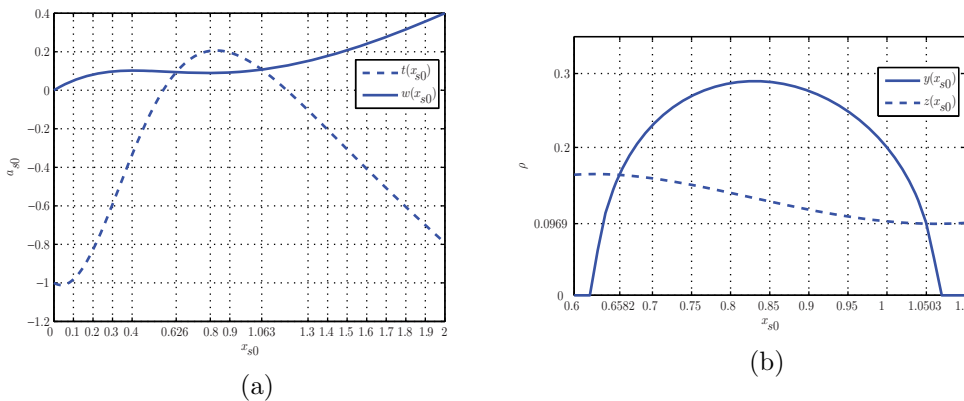 0.4
0.2
0
−0.2
−0.4
−0.6
−0.8
−1
−1.2
a_{s0}
0 0.1 0.2 0.3 0.4 0.626 0.8 0.9 1.063 1.3 1.4 1.5 1.6 1.7 1.8 1.9 2
x_{s0}
t(x_{s0})
w(x_{s0})
(a)
0.3
0.2
0.0969
0
ρ
0.6 0.6582 0.7 0.75 0.8 0.85 0.9 0.95 1 1.0503 1.
x_{s0}
y(x_{s0})
z(x_{s0})
(b)